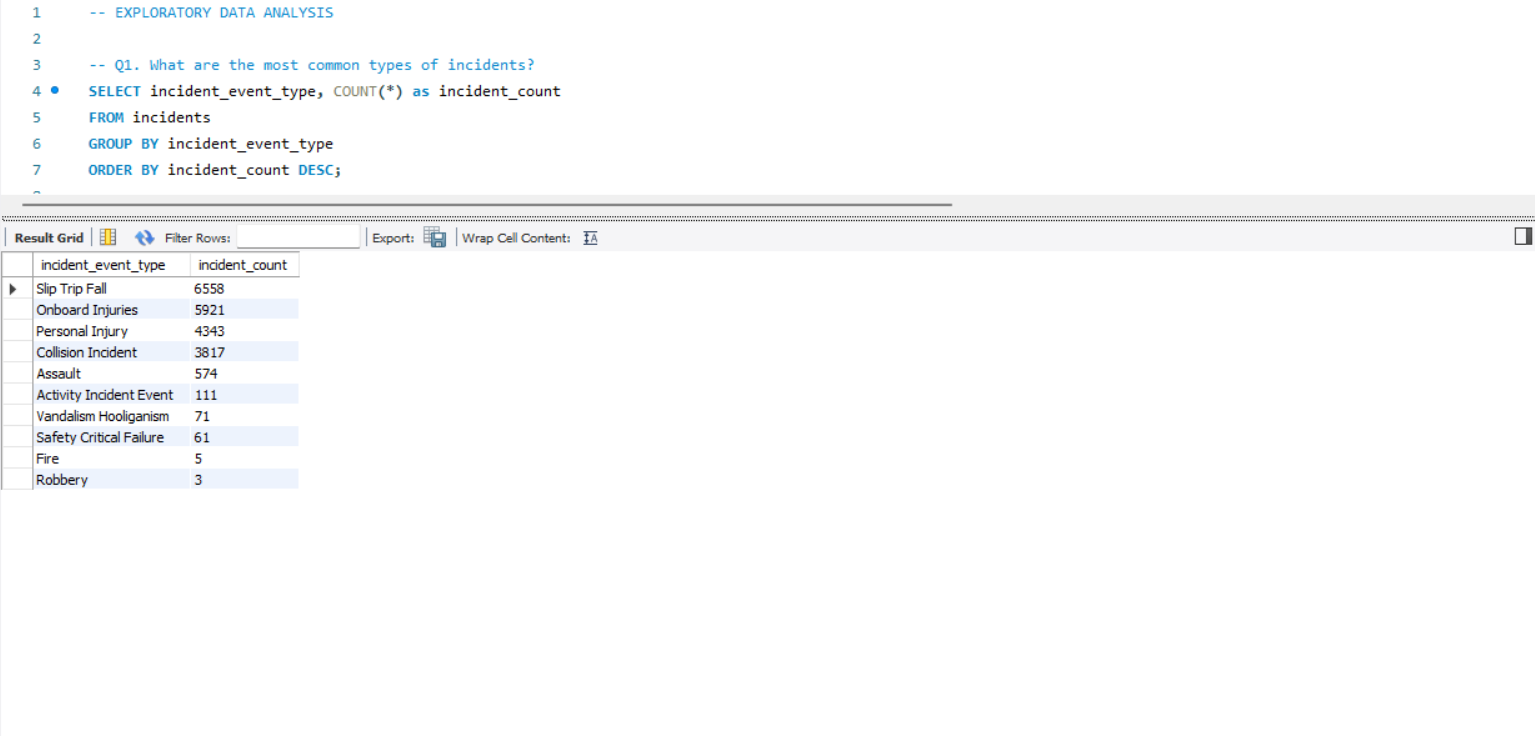 1 -- EXPLORATORY DATA ANALYSIS
2
3 -- Q1. What are the most common types of incidents?
4 SELECT incident_event_type, COUNT(*) as incident_count
5 FROM incidents
6 GROUP BY incident_event_type
7 ORDER BY incident_count DESC;
Result Grid Filter Rows: Export: Wrap Cell Content: IA
incident_event_type incident_count
Slip Trip Fall 6558
Onboard Injuries 5921
Personal Injury 4343
Collision Incident 3817
Assault 574
Activity Incident Event 111
Vandalism Hooliganism 71
Safety Critical Failure 61
Fire 5
Robbery 3